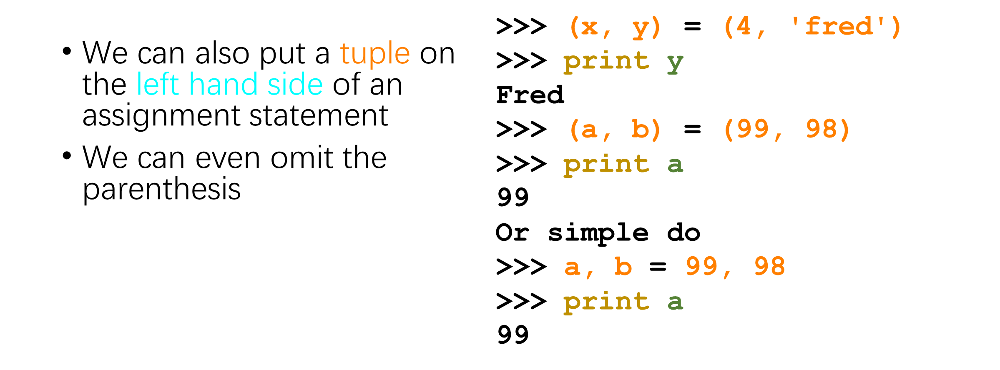 • We can also put a tuple on
the left hand side of an
assignment statement
• We can even omit the
parenthesis
>>> (x, y) = (4, 'fred')
>>> print y
Fred
>>> (a, b) = (99, 98)
>>> print a
99
Or simple do
>>> a, b = 99, 98
>>> print a
99